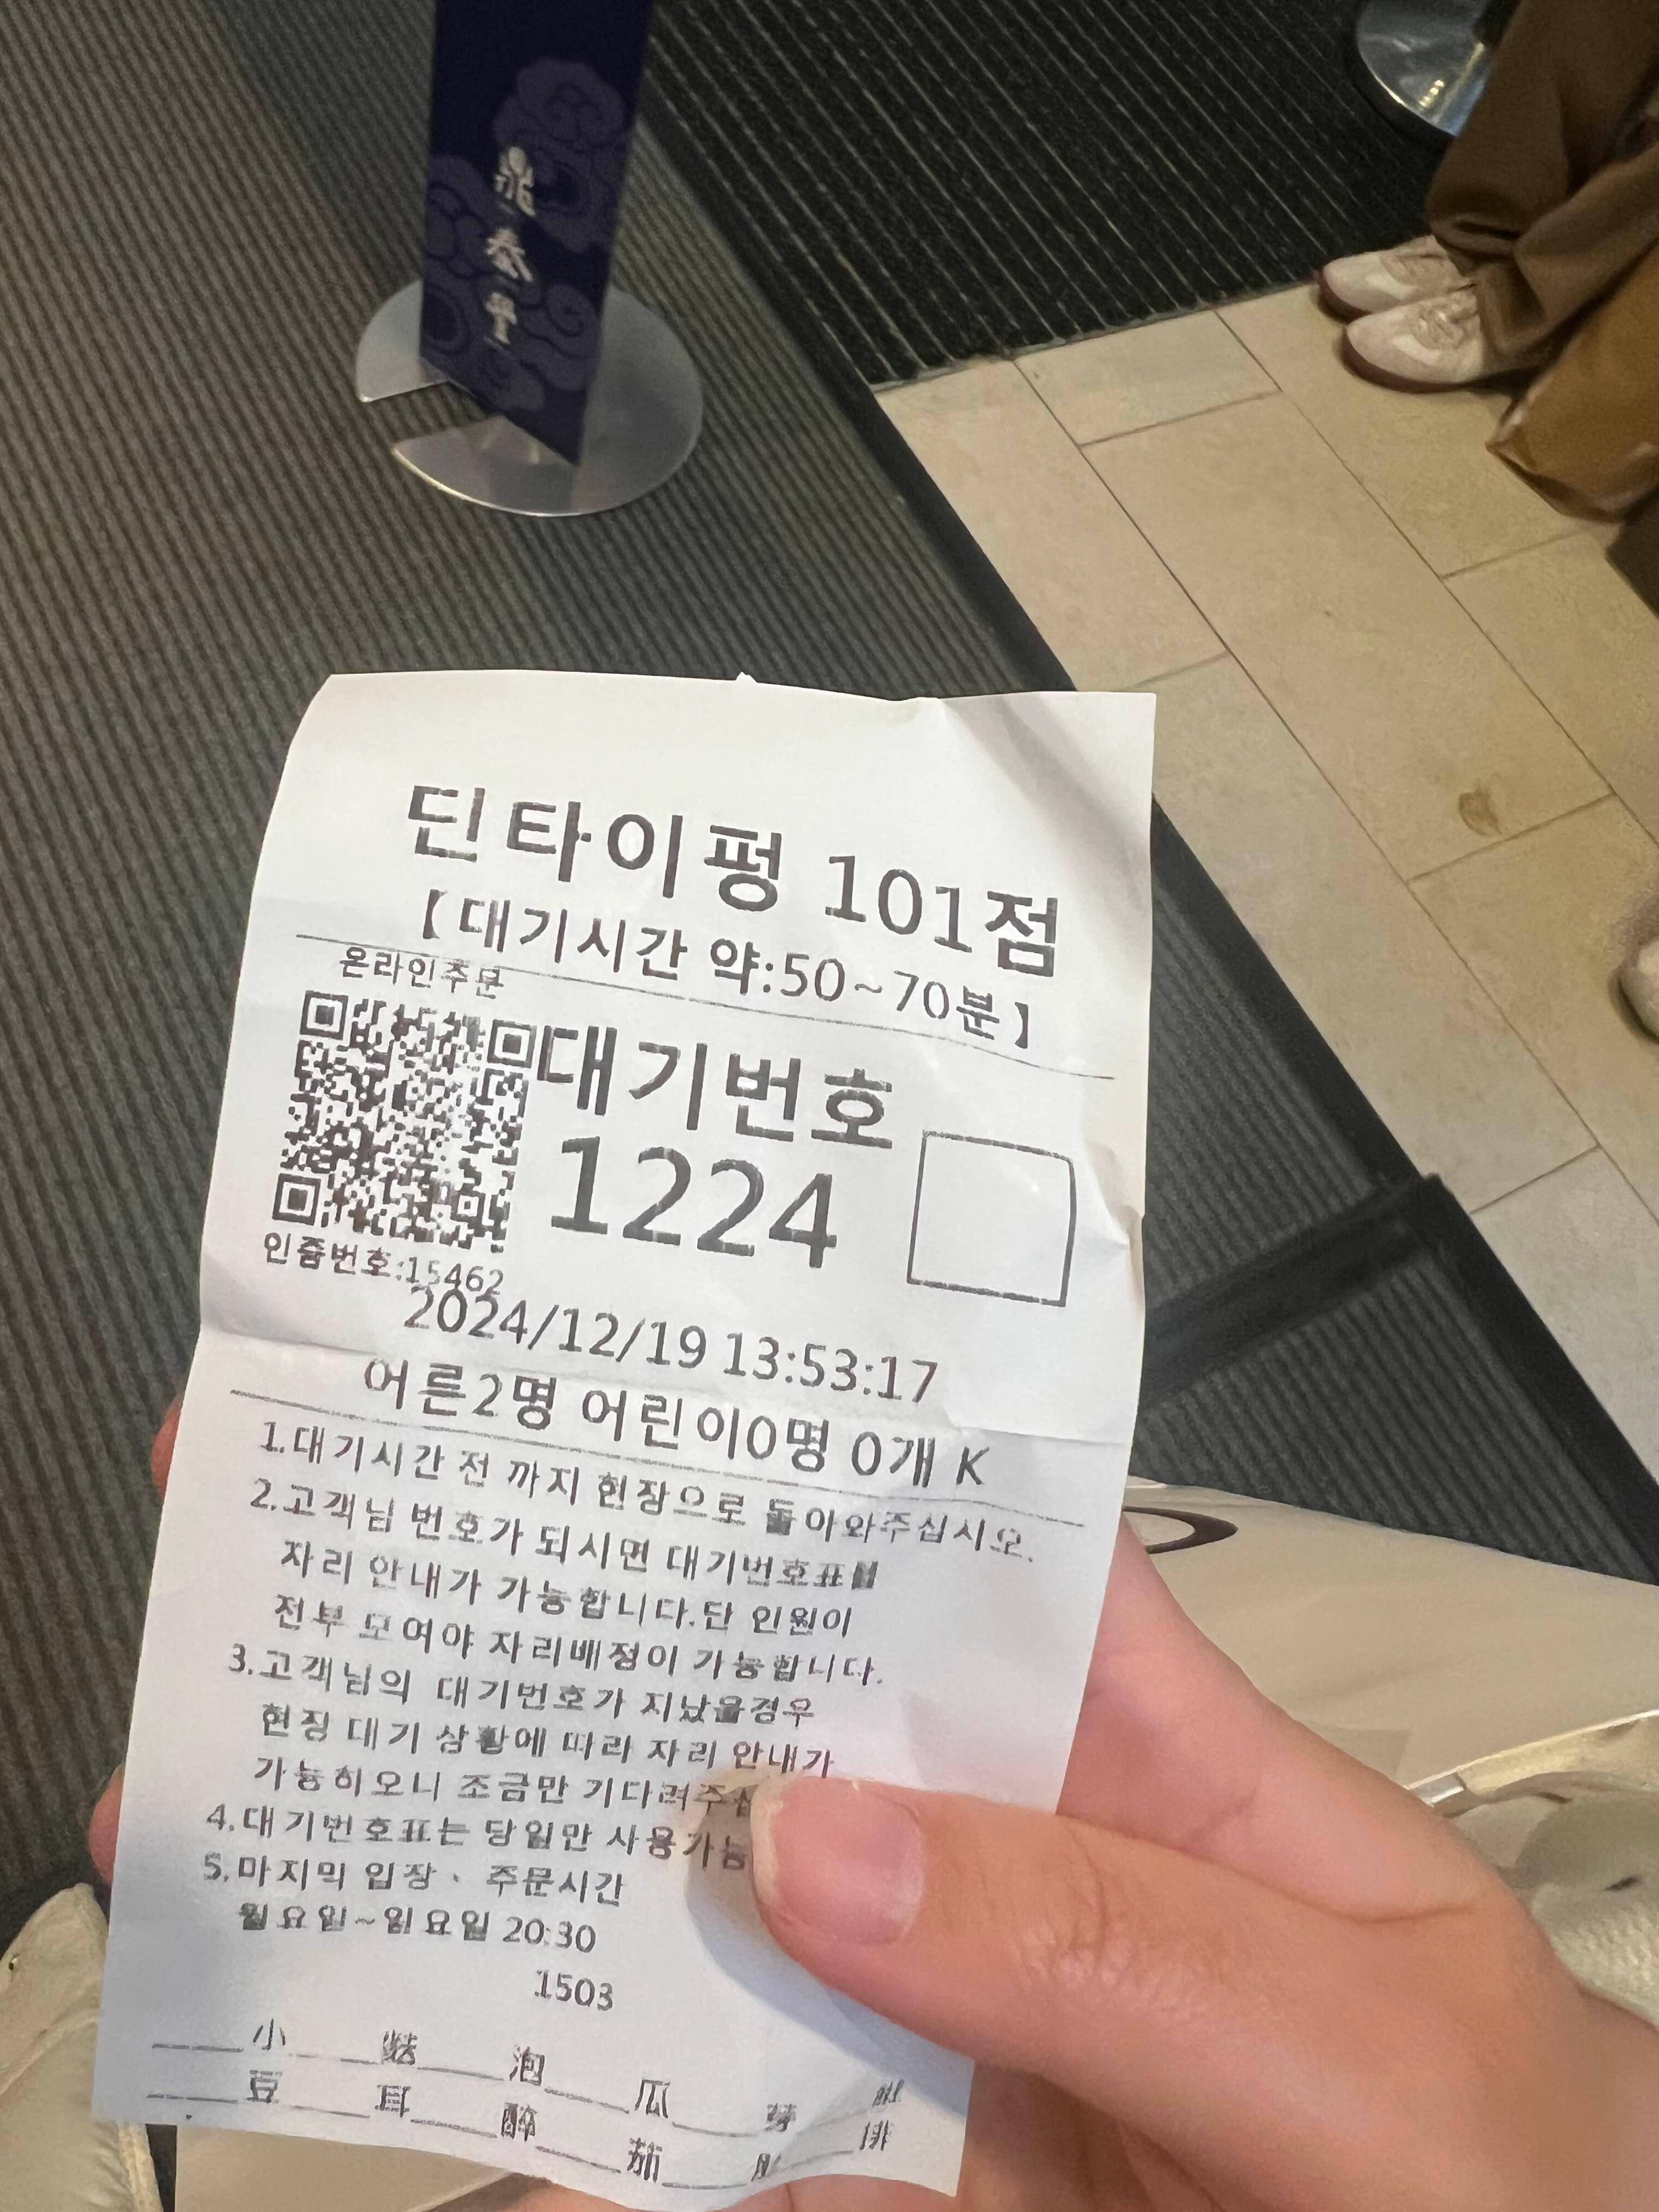 鼎泰豐
딘타이펑 101점
【대기시간 약:50~70분】
온라인주문
대기번호
1224
인증번호:15462
2024/12/19 13:53:17
어른2명 어린이0명 0개 K
1.대기시간 전 까지 현장으로 돌아와주십시오.
2.고객님 번호가 되시면 대기번호표
자리 안내가 가능합니다.단 인원이
전부 모여야 자리배정이 가능합니다.
3.고객님의 대기번호가 지났을경우
현장 대기 상황에 따라 자리 안내가
가능하오니 조금만 기다려주십
4.대기번호표는 당일만 사용가능
5.마지막 입장 · 주문시간
월요일~일요일 20:30
1503
小 泡 瓜 芽
豆 耳 醉 茄 排